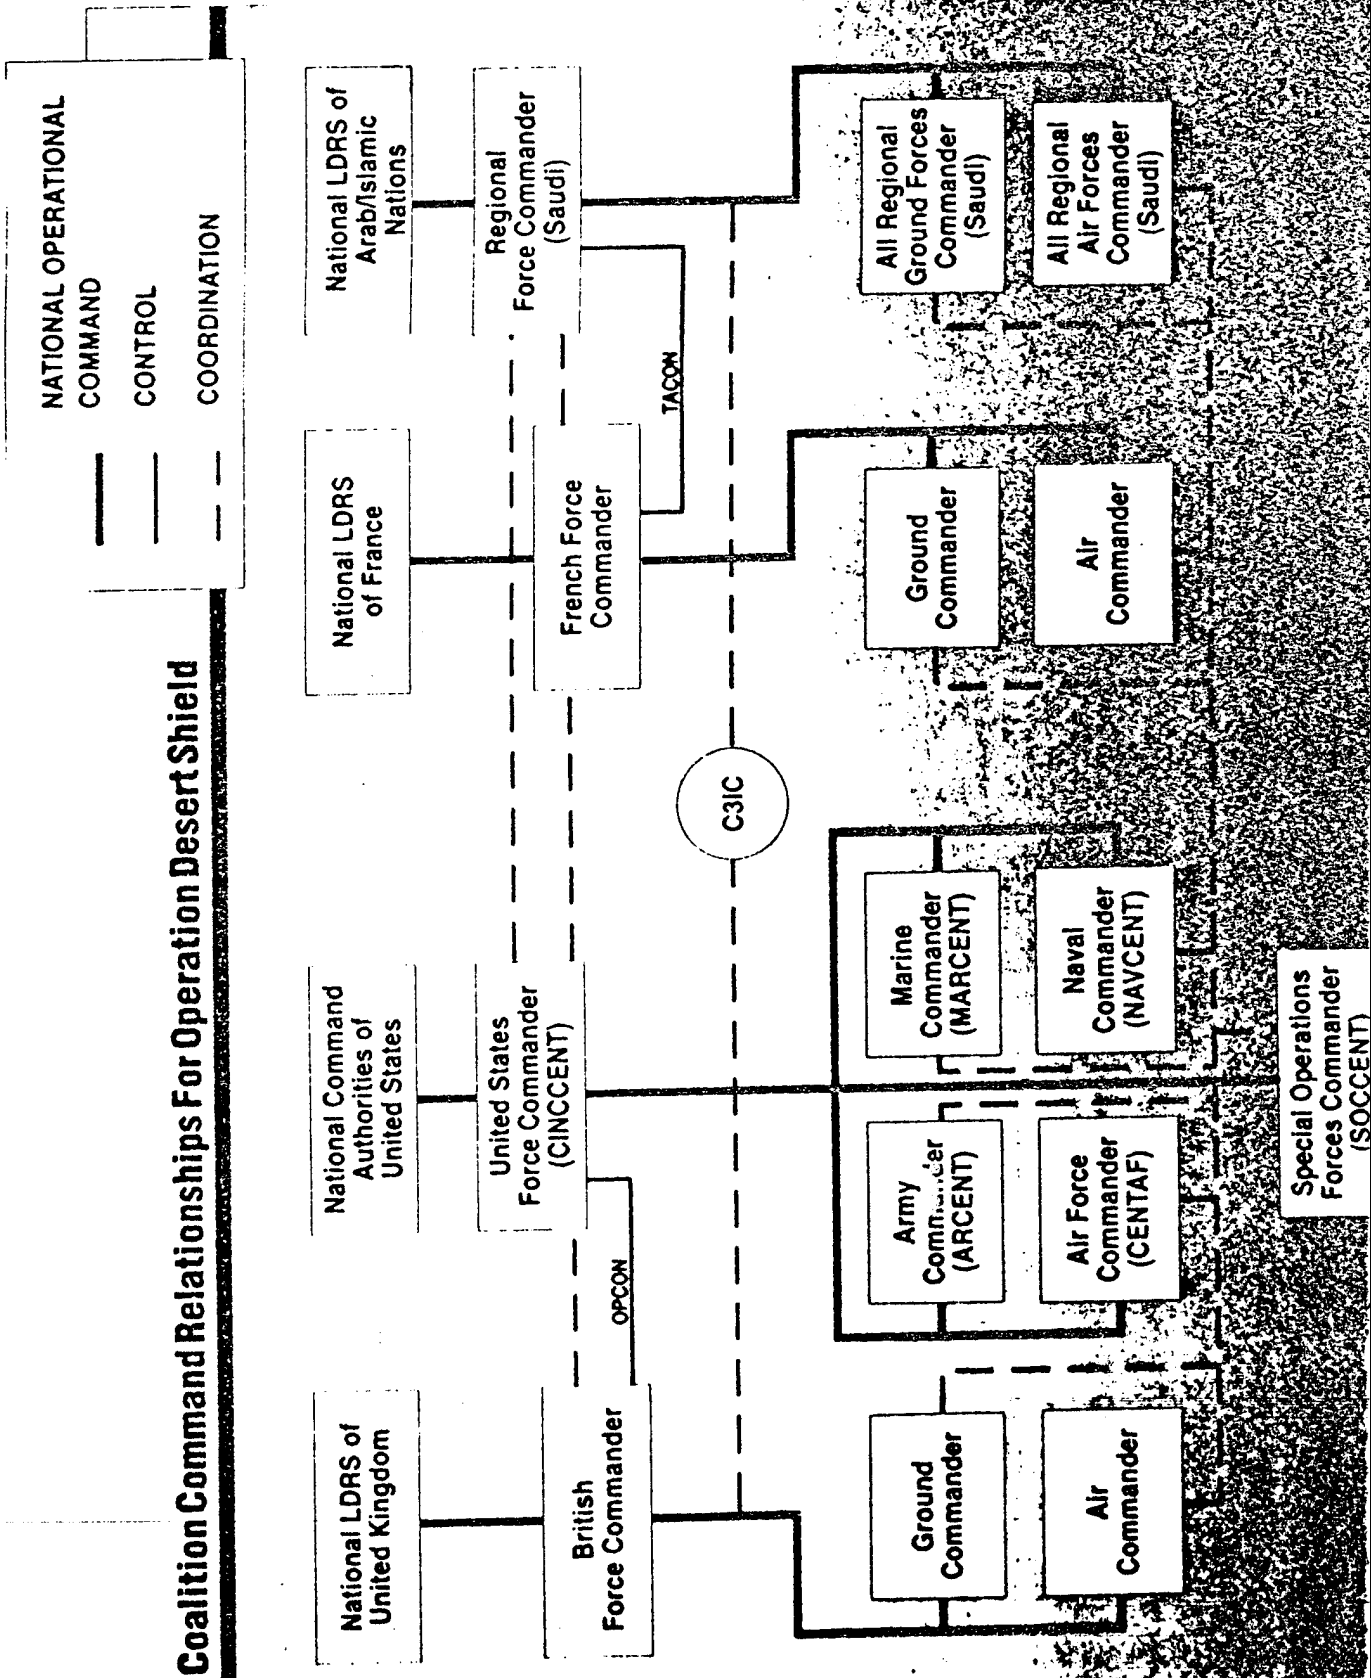 Coalition Command Relationships For Operation Desert Shield
NATIONAL OPERATIONAL
COMMAND
CONTROL
COORDINATION
National LDRS of
United Kingdom
National Command
Authorities of
United States
National LDRS
of France
National LDRS of
Arab/Islamic
Nations
British
Force Commander
United States
Force Commander
(CINCCENT)
French Force
Commander
Regional
Force Commander
(Saudi)
OPCON
TACON
C3IC
Ground
Commander
Army
Commander
(ARCENT)
Marine
Commander
(MARCENT)
Ground
Commander
All Regional
Ground Forces
Commander
(Saudi)
Air
Commander
Air Force
Commander
(CENTAF)
Naval
Commander
(NAVCENT)
Air
Commander
All Regional
Air Forces
Commander
(Saudi)
Special Operations
Forces Commander
(SOCCENT)